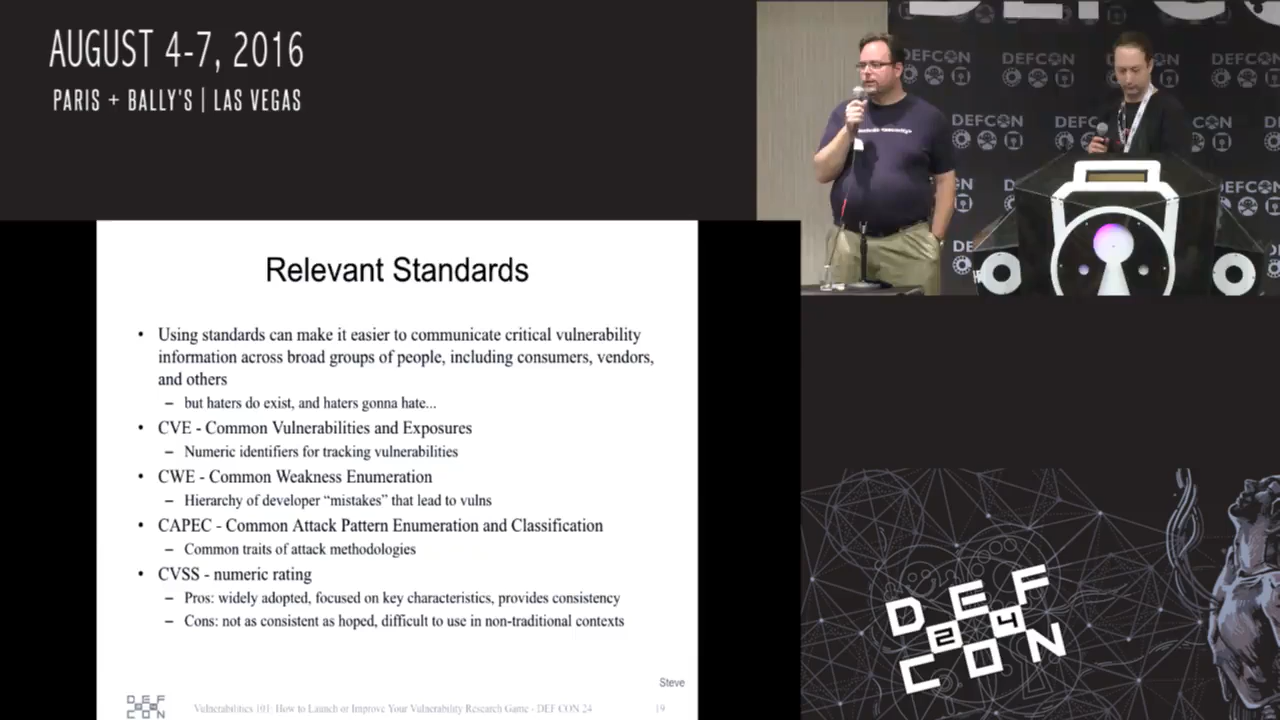 AUGUST 4-7, 2016
PARIS + BALLY'S | LAS VEGAS
DEFCON
DEFCON
DEFCON
DEFCON
DEFCON
Relevant Standards
• Using standards can make it easier to communicate critical vulnerability
information across broad groups of people, including consumers, vendors,
and others
– but haters do exist, and haters gonna hate...
• CVE - Common Vulnerabilities and Exposures
– Numeric identifiers for tracking vulnerabilities
• CWE - Common Weakness Enumeration
– Hierarchy of developer “mistakes” that lead to vulns
• CAPEC - Common Attack Pattern Enumeration and Classification
– Common traits of attack methodologies
• CVSS - numeric rating
– Pros: widely adopted, focused on key characteristics, provides consistency
– Cons: not as consistent as hoped, difficult to use in non-traditional contexts
Steve
DEF
CON
Vulnerabilities 101: How to Launch or Improve Your Vulnerability Research Game - DEF CON 24
19
DEF
24
CON